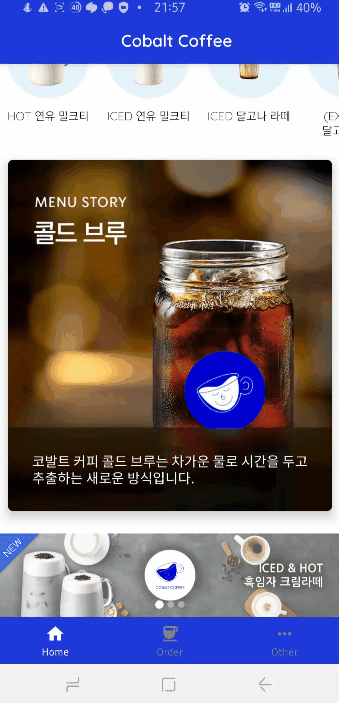 21:57
40%
Cobalt Coffee
HOT 연유 밀크티
ICED 연유 밀크티
ICED 달고나 라떼
(EX
달고
MENU STORY
콜드 브루
코발트 커피 콜드 브루는 차가운 물로 시간을 두고
추출하는 새로운 방식입니다.
NEW
ICED & HOT
흑임자 크림라떼
Home
Order
Other